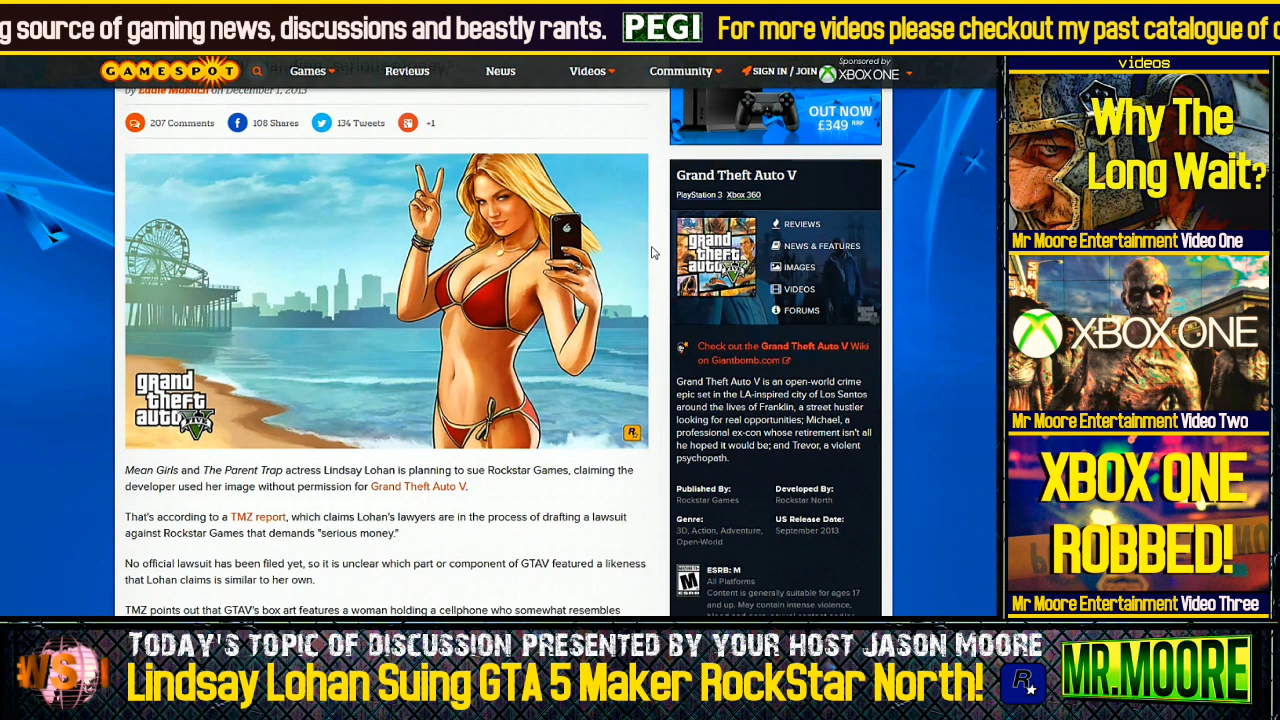 g source of gaming news, discussions and beastly rants. PEGI For more videos please checkout my past catalogue of
GAMESPOT Games Reviews News Videos Community SIGN IN / JOIN Sponsored by XBOX ONE
by Eddie Makuch on December 1, 2013
207 Comments 108 Shares 134 Tweets +1
OUT NOW
£349 RRP
Grand Theft Auto V
PlayStation 3 Xbox 360
grand
theft
auto V
REVIEWS
NEWS & FEATURES
IMAGES
VIDEOS
FORUMS
Check out the Grand Theft Auto V Wiki
on Giantbomb.com
Grand Theft Auto V is an open-world crime
epic set in the LA-inspired city of Los Santos
around the lives of Franklin, a street hustler
looking for real opportunities; Michael, a
professional ex-con whose retirement isn't all
he hoped it would be; and Trevor, a violent
psychopath.
Published By: Developed By:
Rockstar Games Rockstar North
Genre: US Release Date:
3D, Action, Adventure, September 2013
Open-World
MATURE 17+
M
ESRB: M
All Platforms
Content is generally suitable for ages 17
and up. May contain intense violence,
grand
theft
auto
V
FIVE
R
Mean Girls and The Parent Trap actress Lindsay Lohan is planning to sue Rockstar Games, claiming the
developer used her image without permission for Grand Theft Auto V.
That's according to a TMZ report, which claims Lohan's lawyers are in the process of drafting a lawsuit
against Rockstar Games that demands "serious money."
No official lawsuit has been filed yet, so it is unclear which part or component of GTAV featured a likeness
that Lohan claims is similar to her own.
TMZ points out that GTAV's box art features a woman holding a cellphone who somewhat resembles
videos
Why The
Long Wait?
Mr Moore Entertainment Video One
XBOX ONE
Mr Moore Entertainment Video Two
XBOX ONE
ROBBED!
Mr Moore Entertainment Video Three
TODAY'S TOPIC OF DISCUSSION PRESENTED BY YOUR HOST JASON MOORE
Lindsay Lohan Suing GTA 5 Maker RockStar North!
R
MR.MOORE